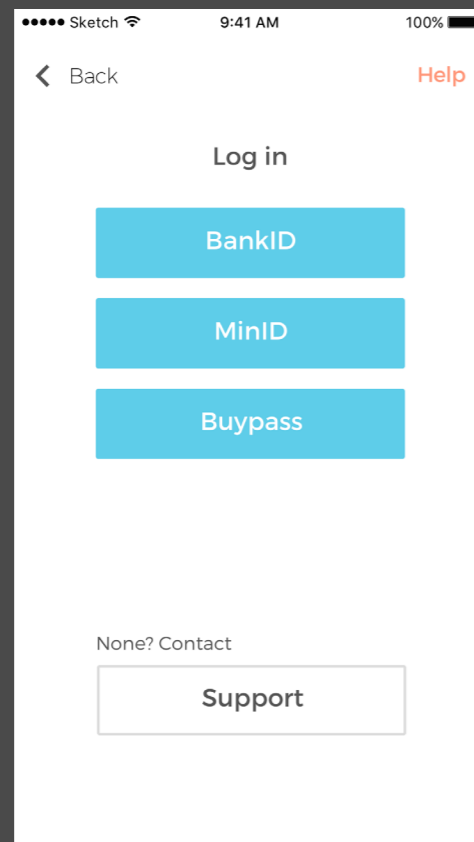 Sketch 9:41 AM 100%
Back Help
Log in
BankID
MinID
Buypass
None? Contact
Support